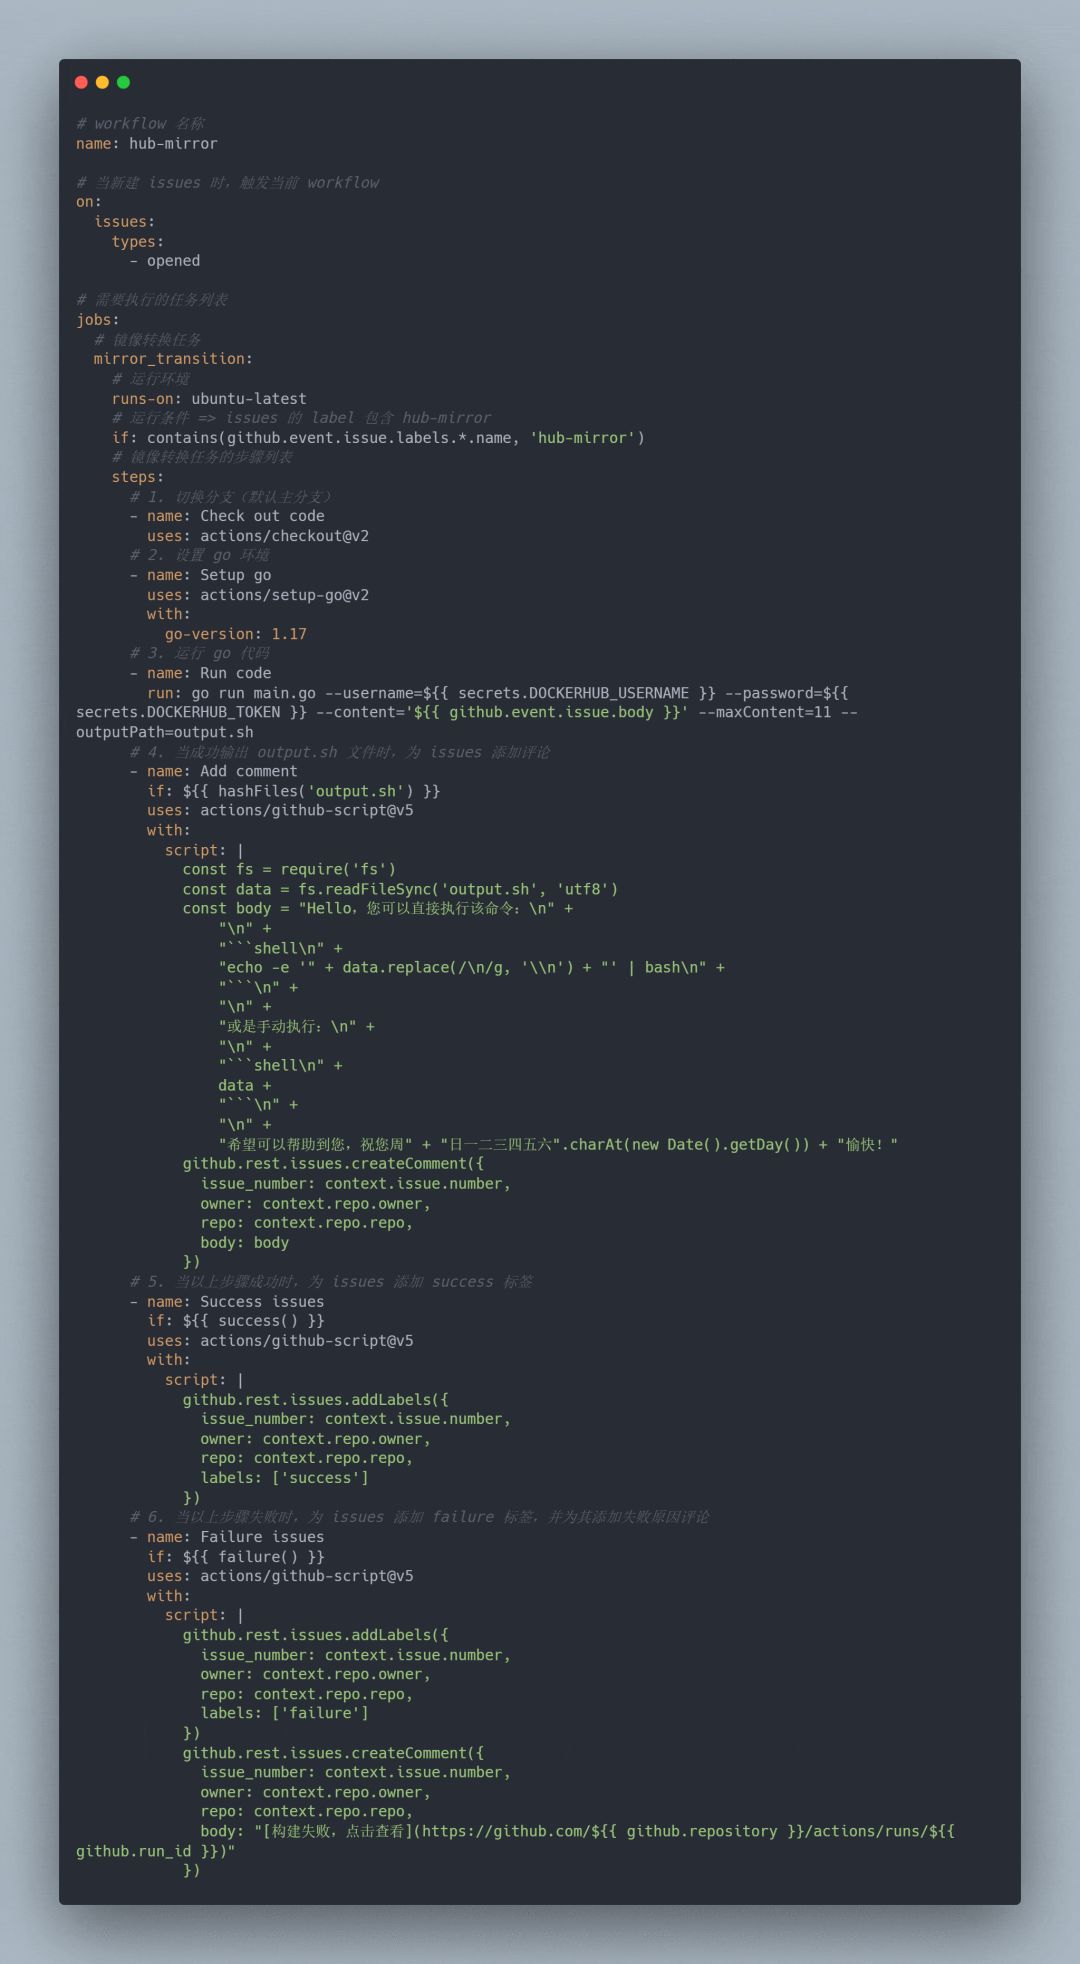 # workflow 名称
name: hub-mirror
# 当新建 issues 时，触发当前 workflow
on:
  issues:
    types:
      - opened
# 需要执行的任务列表
jobs:
  # 镜像转换任务
  mirror_transition:
    # 运行环境
    runs-on: ubuntu-latest
    # 运行条件 => issues 的 label 包含 hub-mirror
    if: contains(github.event.issue.labels.*.name, 'hub-mirror')
    # 镜像转换任务的步骤列表
    steps:
      # 1. 切换分支（默认主分支）
      - name: Check out code
        uses: actions/checkout@v2
      # 2. 设置 go 环境
      - name: Setup go
        uses: actions/setup-go@v2
        with:
          go-version: 1.17
      # 3. 运行 go 代码
      - name: Run code
        run: go run main.go --username=${{ secrets.DOCKERHUB_USERNAME }} --password=${{
secrets.DOCKERHUB_TOKEN }} --content='${{ github.event.issue.body }}' --maxContent=11 --
outputPath=output.sh
      # 4. 当成功输出 output.sh 文件时，为 issues 添加评论
      - name: Add comment
        if: ${{ hashFiles('output.sh') }}
        uses: actions/github-script@v5
        with:
          script: |
            const fs = require('fs')
            const data = fs.readFileSync('output.sh', 'utf8')
            const body = "Hello，您可以直接执行该命令：\n" +
                "\n" +
                "```shell\n" +
                "echo -e '" + data.replace(/\n/g, '\\n') + "' | bash\n" +
                "```\n" +
                "\n" +
                "或是手动执行：\n" +
                "\n" +
                "```shell\n" +
                data +
                "```\n" +
                "\n" +
                "希望可以帮助到您，祝您周" + "日一二三四五六".charAt(new Date().getDay()) + "愉快！"
            github.rest.issues.createComment({
              issue_number: context.issue.number,
              owner: context.repo.owner,
              repo: context.repo.repo,
              body: body
            })
      # 5. 当以上步骤成功时，为 issues 添加 success 标签
      - name: Success issues
        if: ${{ success() }}
        uses: actions/github-script@v5
        with:
          script: |
            github.rest.issues.addLabels({
              issue_number: context.issue.number,
              owner: context.repo.owner,
              repo: context.repo.repo,
              labels: ['success']
            })
      # 6. 当以上步骤失败时，为 issues 添加 failure 标签，并为其添加失败原因评论
      - name: Failure issues
        if: ${{ failure() }}
        uses: actions/github-script@v5
        with:
          script: |
            github.rest.issues.addLabels({
              issue_number: context.issue.number,
              owner: context.repo.owner,
              repo: context.repo.repo,
              labels: ['failure']
            })
            github.rest.issues.createComment({
              issue_number: context.issue.number,
              owner: context.repo.owner,
              repo: context.repo.repo,
              body: "[构建失败，点击查看](https://github.com/${{ github.repository }}/actions/runs/${{
github.run_id }})"
            })